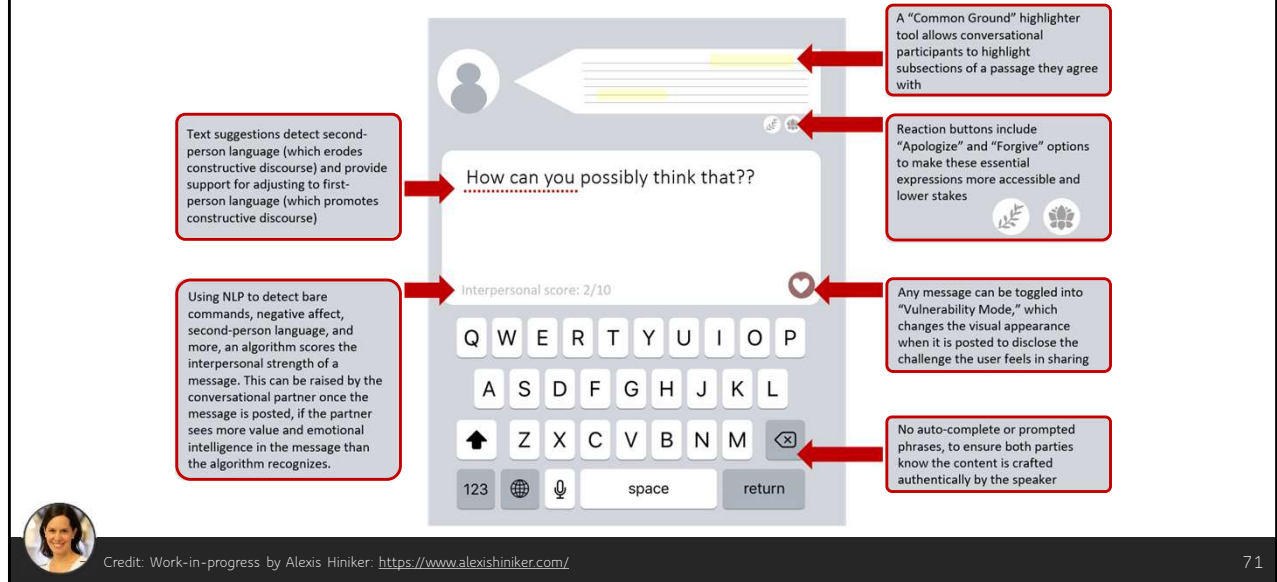 A “Common Ground” highlighter
tool allows conversational
participants to highlight
subsections of a passage they agree
with
Text suggestions detect second-
person language (which erodes
constructive discourse) and provide
support for adjusting to first-
person language (which promotes
constructive discourse)
Reaction buttons include
“Apologize” and “Forgive” options
to make these essential
expressions more accessible and
lower stakes
How can you possibly think that??
Interpersonal score: 2/10
Using NLP to detect bare
commands, negative affect,
second-person language, and
more, an algorithm scores the
interpersonal strength of a
message. This can be raised by the
conversational partner once the
message is posted, if the partner
sees more value and emotional
intelligence in the message than
the algorithm recognizes.
Any message can be toggled into
“Vulnerability Mode,” which
changes the visual appearance
when it is posted to disclose the
challenge the user feels in sharing
Q W E R T Y U I O P
A S D F G H J K L
Z X C V B N M
123 space return
No auto-complete or prompted
phrases, to ensure both parties
know the content is crafted
authentically by the speaker
Credit: Work-in-progress by Alexis Hiniker: https://www.alexishiniker.com/
71